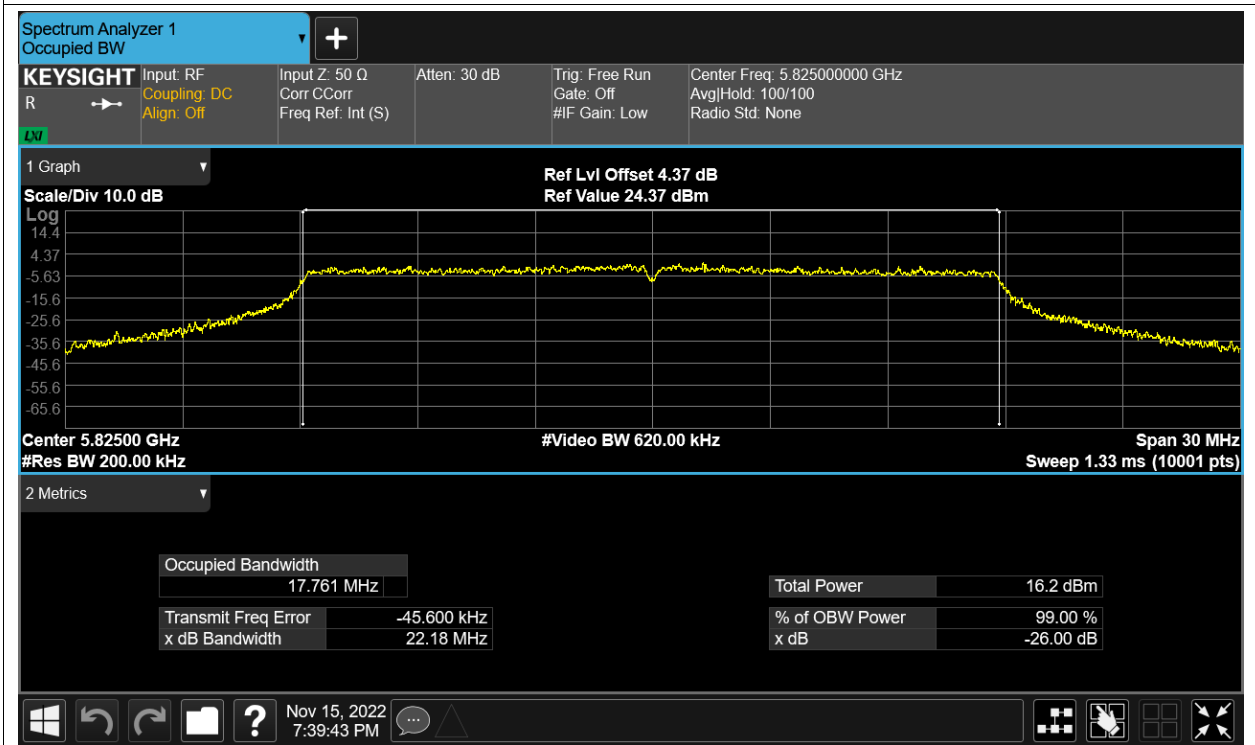 Spectrum Analyzer 1
Occupied BW
KEYSIGHT
R
LXI
Input: RF
Coupling: DC
Align: Off
Input Z: 50 Ω
Corr CCorr
Freq Ref: Int (S)
Atten: 30 dB
Trig: Free Run
Gate: Off
#IF Gain: Low
Center Freq: 5.825000000 GHz
Avg|Hold: 100/100
Radio Std: None
1 Graph
Scale/Div 10.0 dB
Ref Lvl Offset 4.37 dB
Ref Value 24.37 dBm
Log
14.4
4.37
-5.63
-15.6
-25.6
-35.6
-45.6
-55.6
-65.6
Center 5.82500 GHz
#Res BW 200.00 kHz
#Video BW 620.00 kHz
Span 30 MHz
Sweep 1.33 ms (10001 pts)
2 Metrics
Occupied Bandwidth
17.761 MHz
Transmit Freq Error -45.600 kHz
x dB Bandwidth 22.18 MHz
Total Power 16.2 dBm
% of OBW Power 99.00 %
x dB -26.00 dB
?
Nov 15, 2022
7:39:43 PM